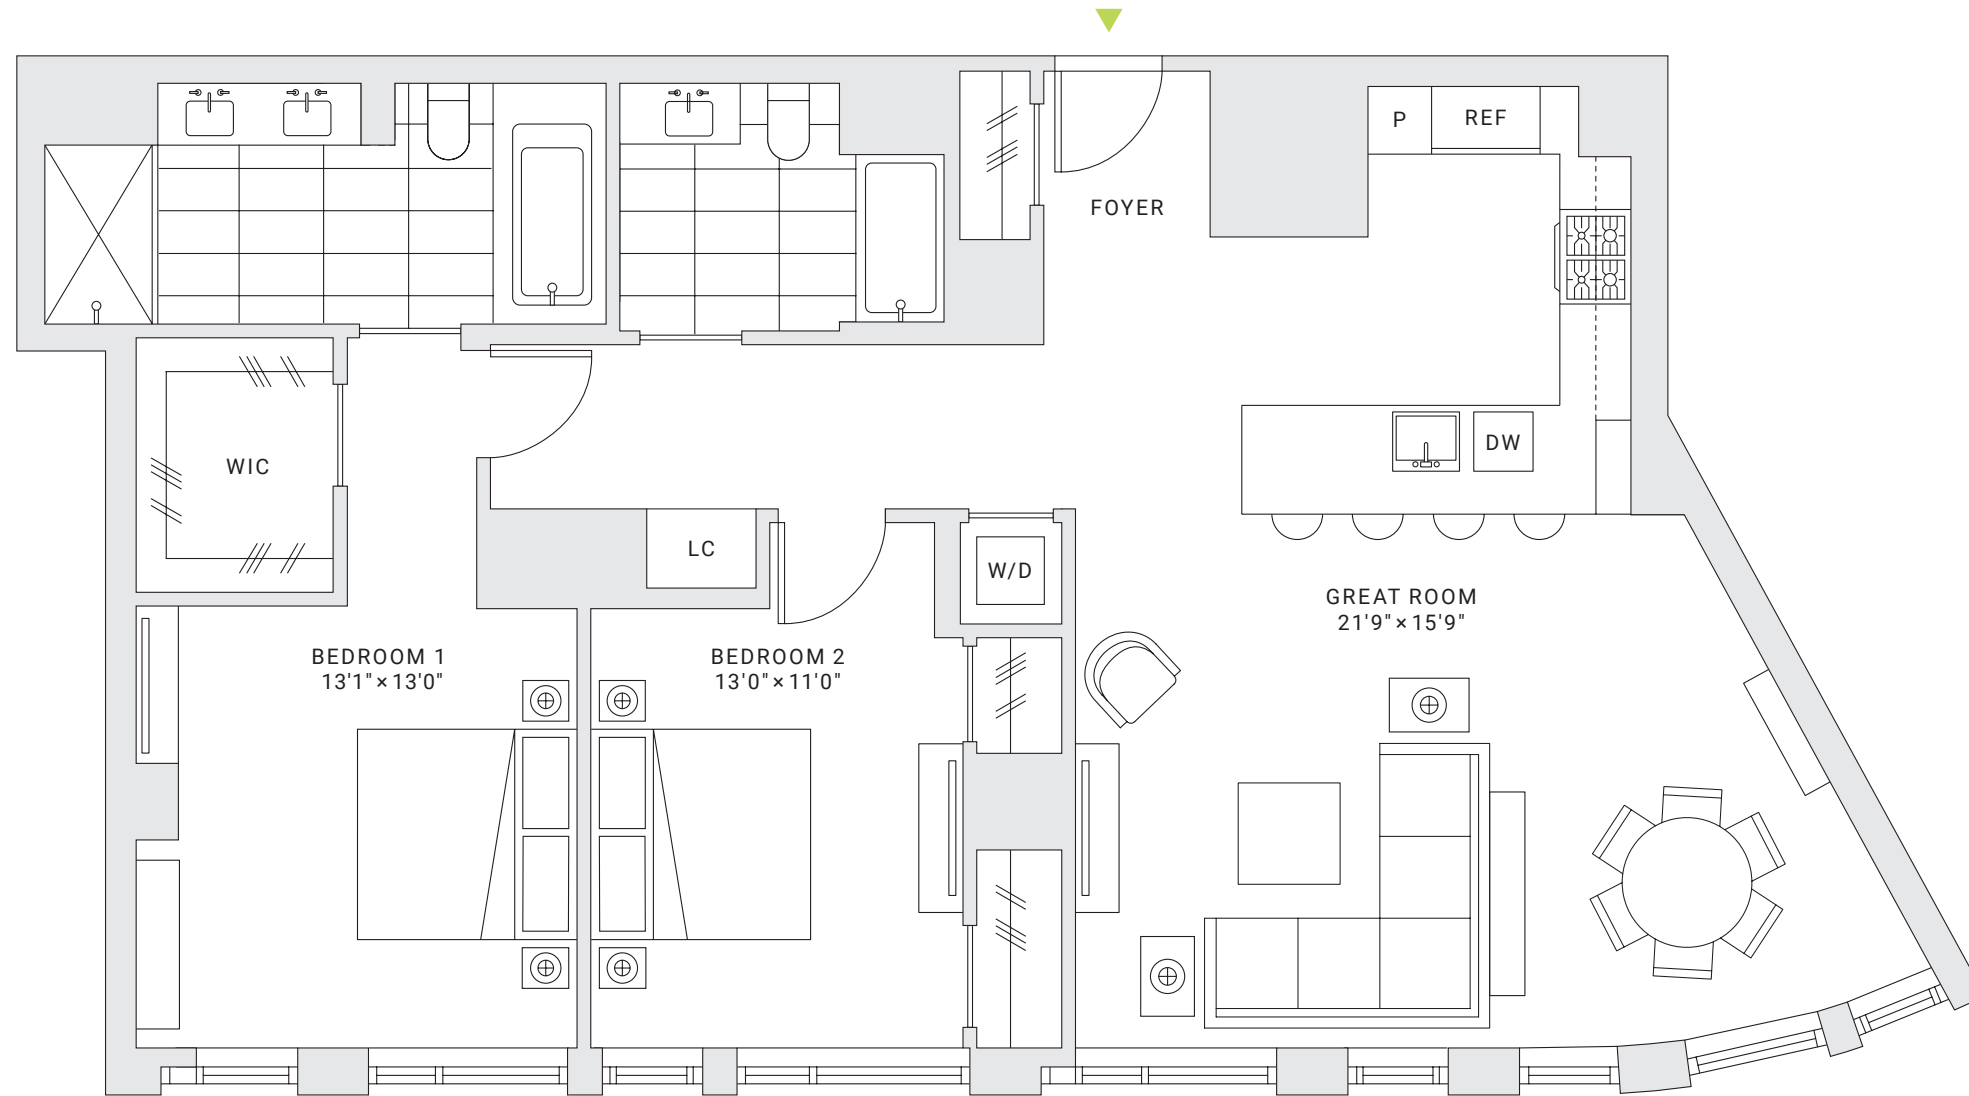 P
REF
FOYER
DW
WIC
LC
W/D
GREAT ROOM
21'9"×15'9"
BEDROOM 1
13'1"×13'0"
BEDROOM 2
13'0"×11'0"